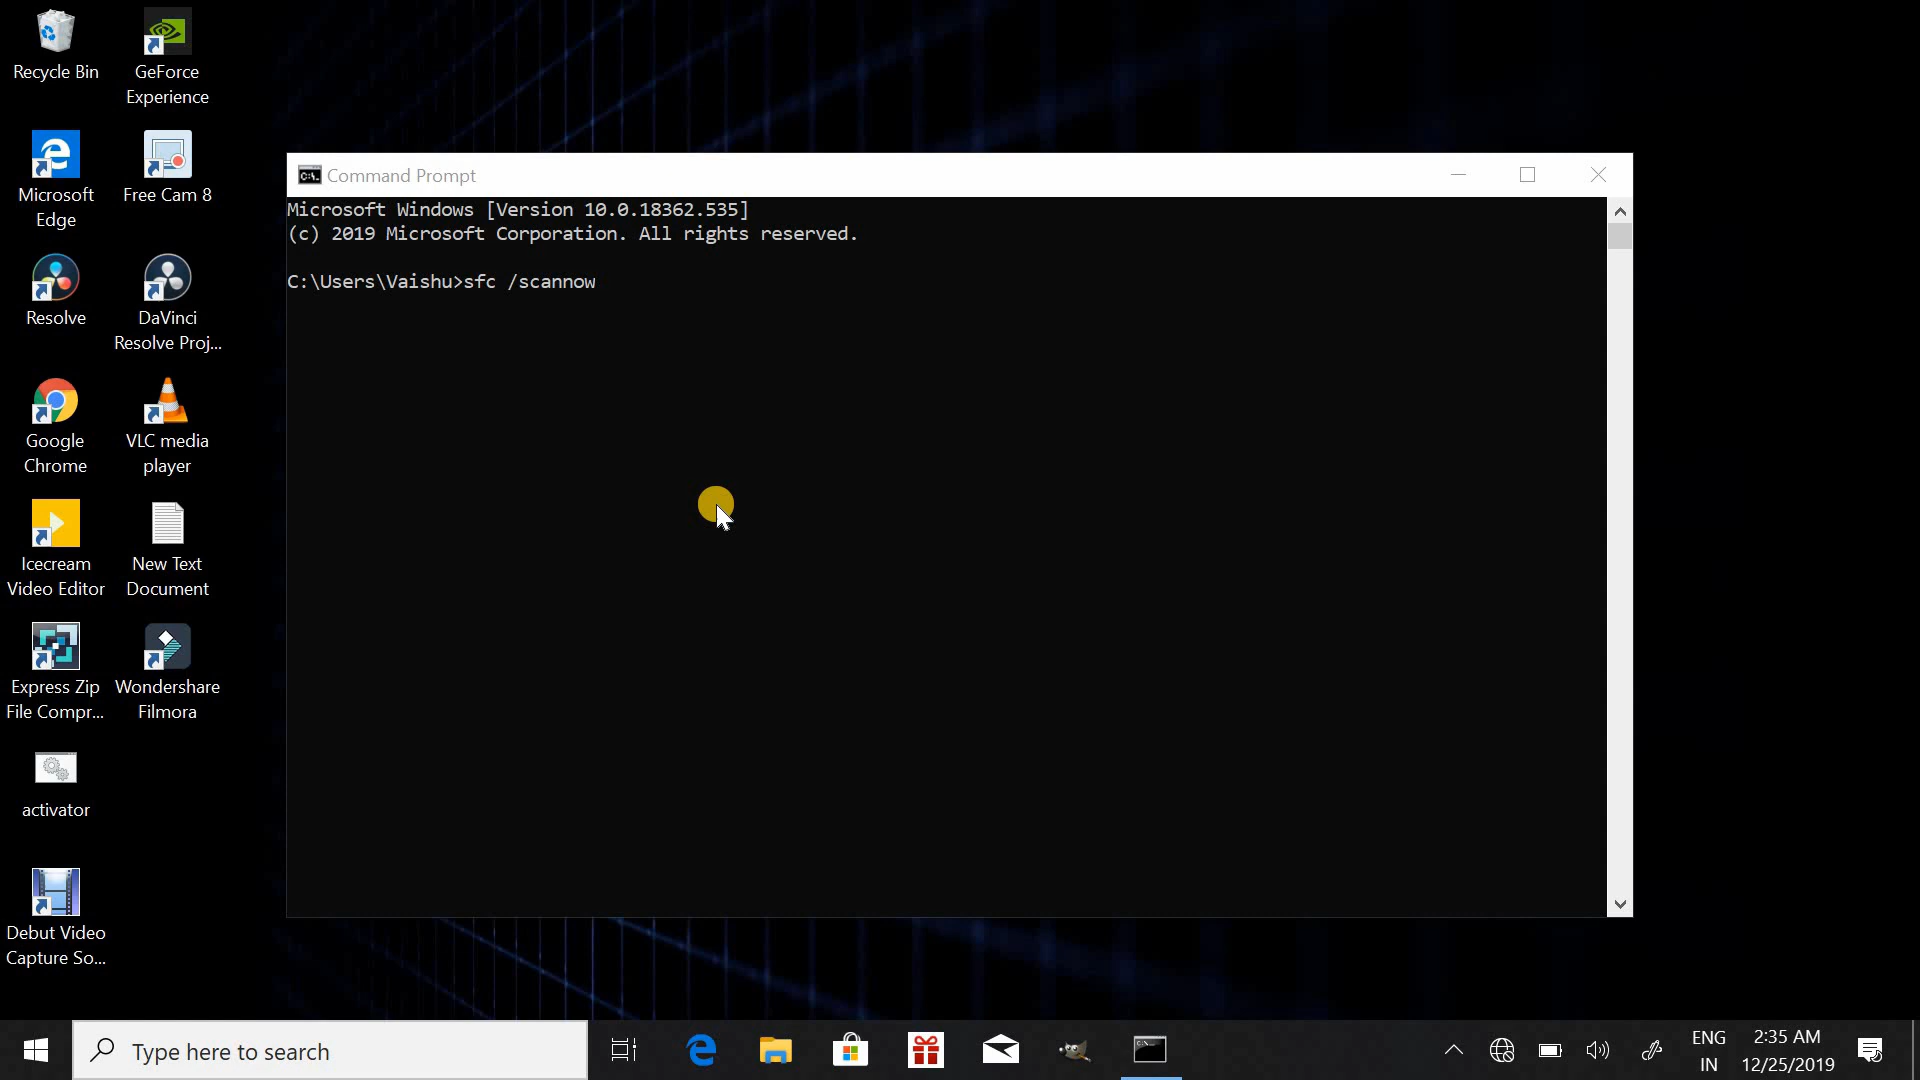 Recycle Bin
GeForce
Experience
Microsoft
Edge
Free Cam 8
Resolve
DaVinci
Resolve Proj...
Google
Chrome
VLC media
player
Icecream
Video Editor
New Text
Document
Express Zip
File Compr...
Wondershare
Filmora
activator
Debut Video
Capture So...
C:\.
Command Prompt
Microsoft Windows [Version 10.0.18362.535]
(c) 2019 Microsoft Corporation. All rights reserved.
C:\Users\Vaishu>sfc /scannow
Type here to search
ENG
IN
2:35 AM
12/25/2019